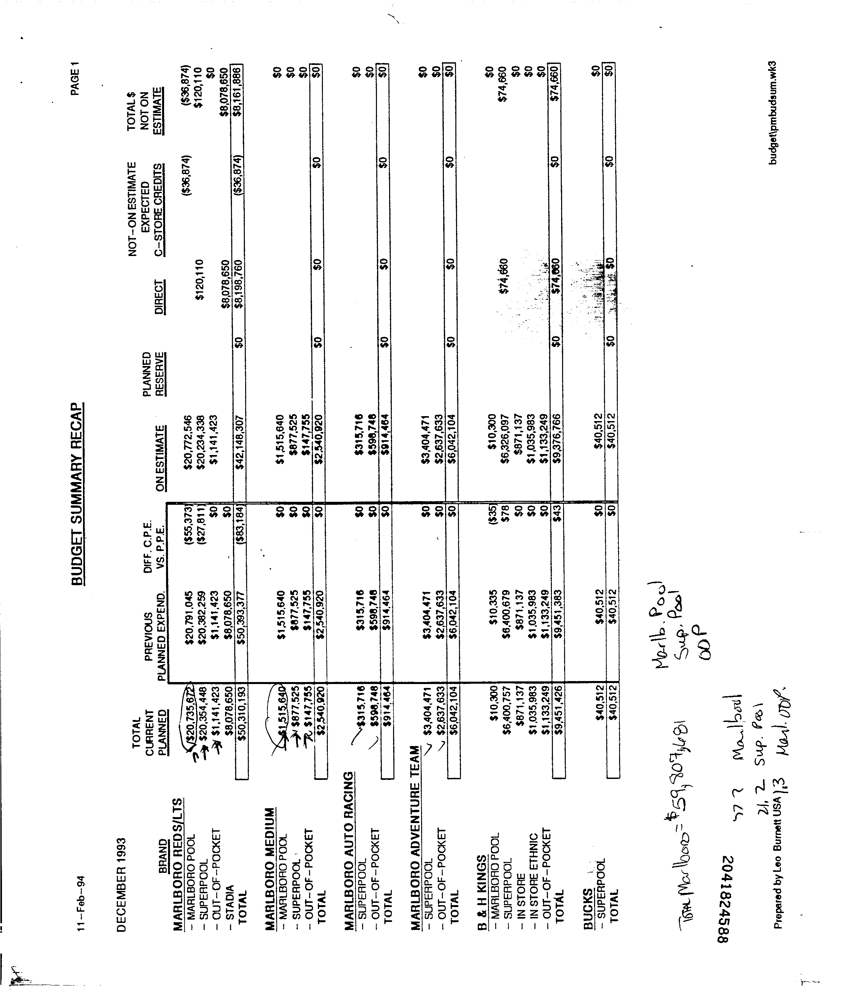 11-Feb-94 BUDGET SUMMARY RECAP PAGE 1
DECEMBER 1993
BRAND TOTAL CURRENT PLANNED PREVIOUS PLANNED EXPEND. DIFF. C.P.E. VS. P.P.E. ON ESTIMATE PLANNED RESERVE DIRECT NOT-ON ESTIMATE EXPECTED C-STORE CREDITS TOTAL $ NOT ON ESTIMATE
MARLBORO REDS/LTS
- MARLBORO POOL $20,735,672 $20,791,045 ($55,373) $20,772,546 ($36,874) ($36,874)
- SUPERPOOL $20,354,448 $20,382,259 ($27,811) $20,234,338 $120,110 $120,110
- OUT-OF-POCKET $1,141,423 $1,141,423 $0 $1,141,423 $0
- STADIA $8,078,650 $8,078,650 $0 $8,078,650 $8,078,650
TOTAL $50,310,193 $50,393,377 ($83,184) $42,148,307 $0 $8,198,760 ($36,874) $8,161,886
MARLBORO MEDIUM
- MARLBORO POOL $1,515,640 $1,515,640 $0 $1,515,640 $0
- SUPERPOOL $877,525 $877,525 $0 $877,525 $0
- OUT-OF-POCKET $147,755 $147,755 $0 $147,755 $0
TOTAL $2,540,920 $2,540,920 $0 $2,540,920 $0 $0 $0 $0
MARLBORO AUTO RACING
- SUPERPOOL $315,716 $315,716 $0 $315,716 $0
- OUT-OF-POCKET $598,748 $598,748 $0 $598,748 $0
TOTAL $914,464 $914,464 $0 $914,464 $0 $0 $0 $0
MARLBORO ADVENTURE TEAM
- SUPERPOOL $3,404,471 $3,404,471 $0 $3,404,471 $0
- OUT-OF-POCKET $2,637,633 $2,637,633 $0 $2,637,633 $0
TOTAL $6,042,104 $6,042,104 $0 $6,042,104 $0 $0 $0 $0
B & H KINGS
- MARLBORO POOL $10,300 $10,335 ($35) $10,300 $0
- SUPERPOOL $6,400,757 $6,400,679 $78 $6,326,097 $74,660 $74,660
- IN STORE $871,137 $871,137 $0 $871,137 $0
- IN STORE ETHNIC $1,035,983 $1,035,983 $0 $1,035,983 $0
- OUT-OF-POCKET $1,133,249 $1,133,249 $0 $1,133,249 $0
TOTAL $9,451,426 $9,451,383 $43 $9,376,766 $0 $74,660 $0 $74,660
BUCKS
- SUPERPOOL $40,512 $40,512 $0 $40,512 $0
TOTAL $40,512 $40,512 $0 $40,512 $0 $0 $0 $0
Total Marlboro = $59,807,681
Marlb. Pool
Sup. Pool
OOP
Marlbool
21.2 Sup. Pool
1.3 Marl. OOP.
2041824588
Prepared by Leo Burnett USA budget\pmbudsum.wk3